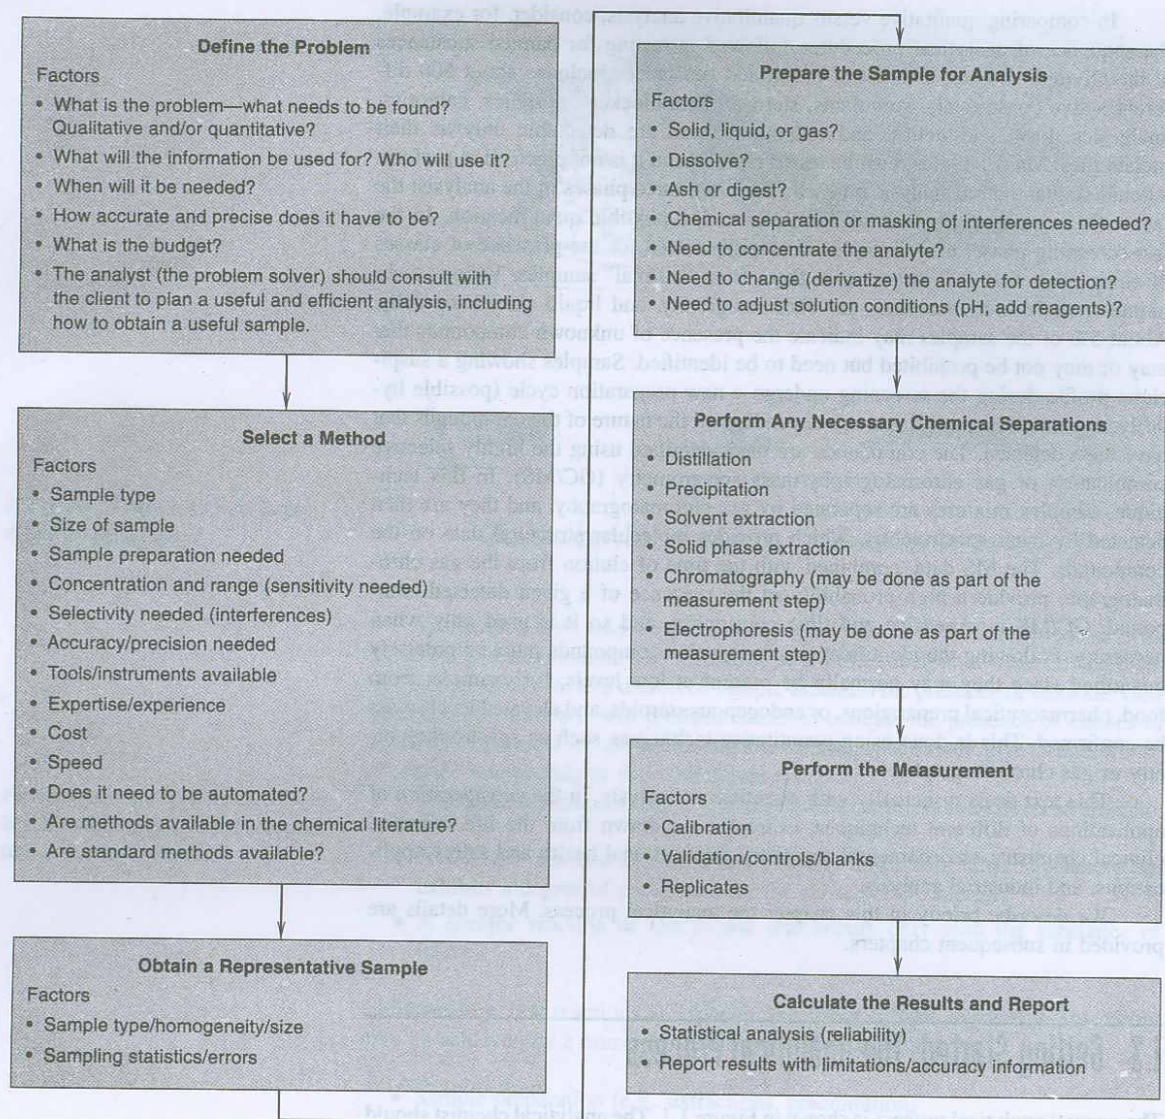 Define the Problem
Factors
• What is the problem—what needs to be found?
Qualitative and/or quantitative?
• What will the information be used for? Who will use it?
• When will it be needed?
• How accurate and precise does it have to be?
• What is the budget?
• The analyst (the problem solver) should consult with
the client to plan a useful and efficient analysis, including
how to obtain a useful sample.
Select a Method
Factors
• Sample type
• Size of sample
• Sample preparation needed
• Concentration and range (sensitivity needed)
• Selectivity needed (interferences)
• Accuracy/precision needed
• Tools/instruments available
• Expertise/experience
• Cost
• Speed
• Does it need to be automated?
• Are methods available in the chemical literature?
• Are standard methods available?
Obtain a Representative Sample
Factors
• Sample type/homogeneity/size
• Sampling statistics/errors
Prepare the Sample for Analysis
Factors
• Solid, liquid, or gas?
• Dissolve?
• Ash or digest?
• Chemical separation or masking of interferences needed?
• Need to concentrate the analyte?
• Need to change (derivatize) the analyte for detection?
• Need to adjust solution conditions (pH, add reagents)?
Perform Any Necessary Chemical Separations
• Distillation
• Precipitation
• Solvent extraction
• Solid phase extraction
• Chromatography (may be done as part of the
measurement step)
• Electrophoresis (may be done as part of the
measurement step)
Perform the Measurement
Factors
• Calibration
• Validation/controls/blanks
• Replicates
Calculate the Results and Report
• Statistical analysis (reliability)
• Report results with limitations/accuracy information